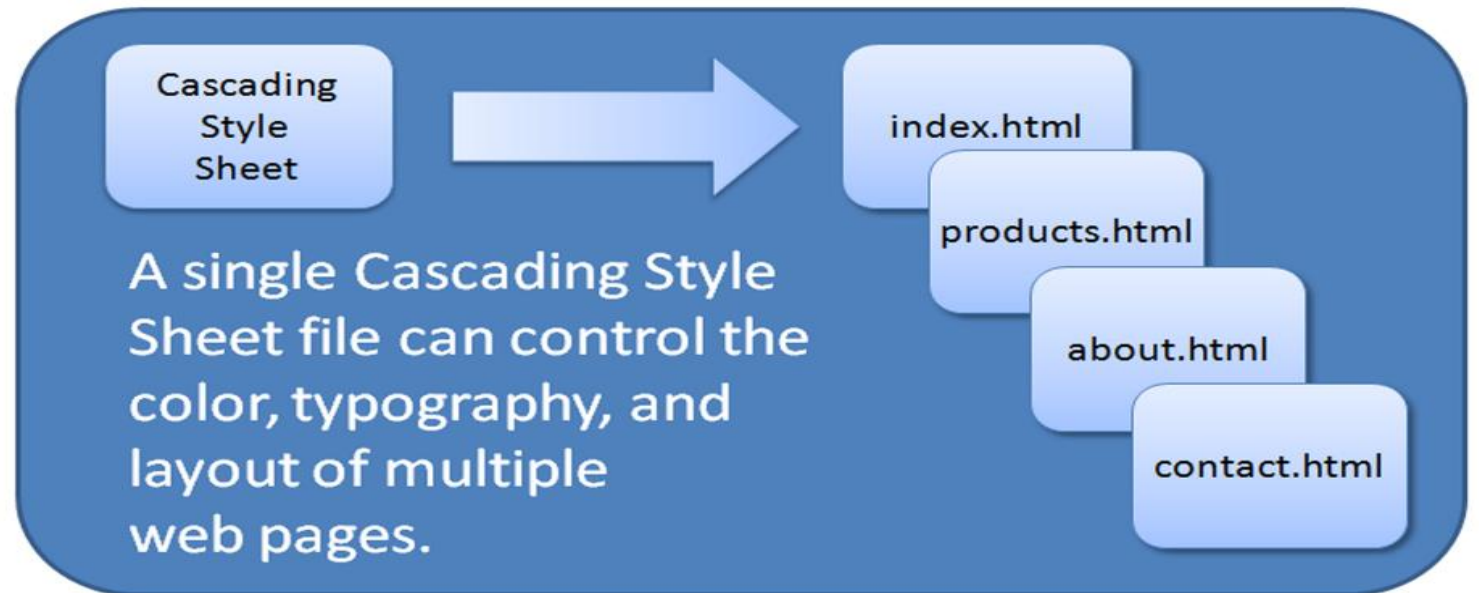 Cascading
Style
Sheet
index.html
products.html
about.html
contact.html
A single Cascading Style
Sheet file can control the
color, typography, and
layout of multiple
web pages.